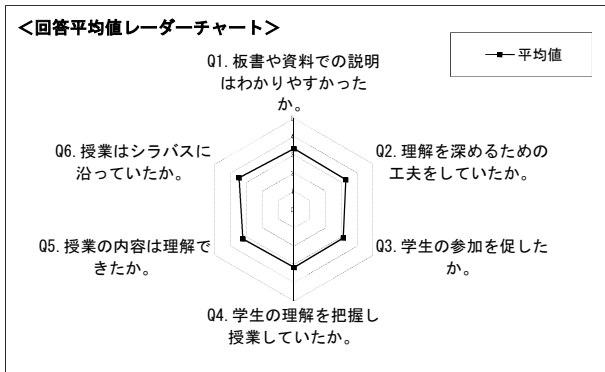 ＜回答平均値レーダーチャート＞
平均値
Q1. 板書や資料での説明
はわかりやすかった
か。
Q2. 理解を深めるための
工夫をしていたか。
Q3. 学生の参加を促した
か。
Q4. 学生の理解を把握し
授業していたか。
Q5. 授業の内容は理解で
きたか。
Q6. 授業はシラバスに
沿っていたか。